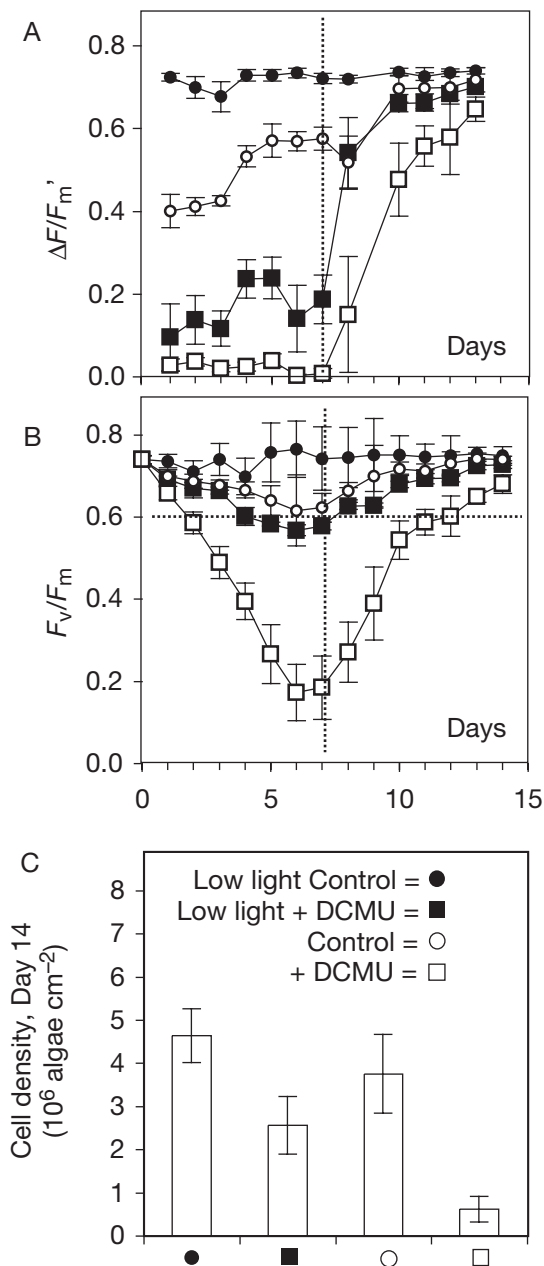 A
0.8
0.6
0.4
0.2
0.0
ΔF/Fm'
Days
B
0.8
0.6
0.4
0.2
0.0
Fv/Fm
Days
0 5 10 15
C
8
7
6
5
4
3
2
1
0
Cell density, Day 14
(10⁶ algae cm⁻²)
Low light Control = ●
Low light + DCMU = ■
Control = ○
+ DCMU = □